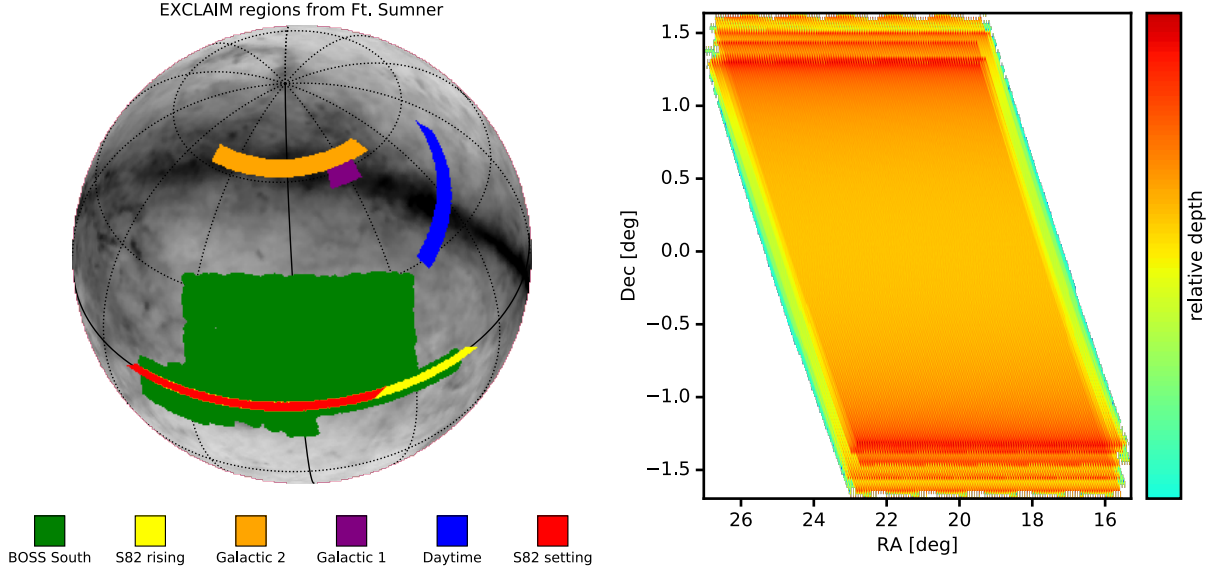 EXCLAIM regions from Ft. Sumner
BOSS South
S82 rising
Galactic 2
Galactic 1
Daytime
S82 setting
1.5
1.0
0.5
0.0
−0.5
−1.0
−1.5
Dec [deg]
26
24
22
20
18
16
RA [deg]
relative depth